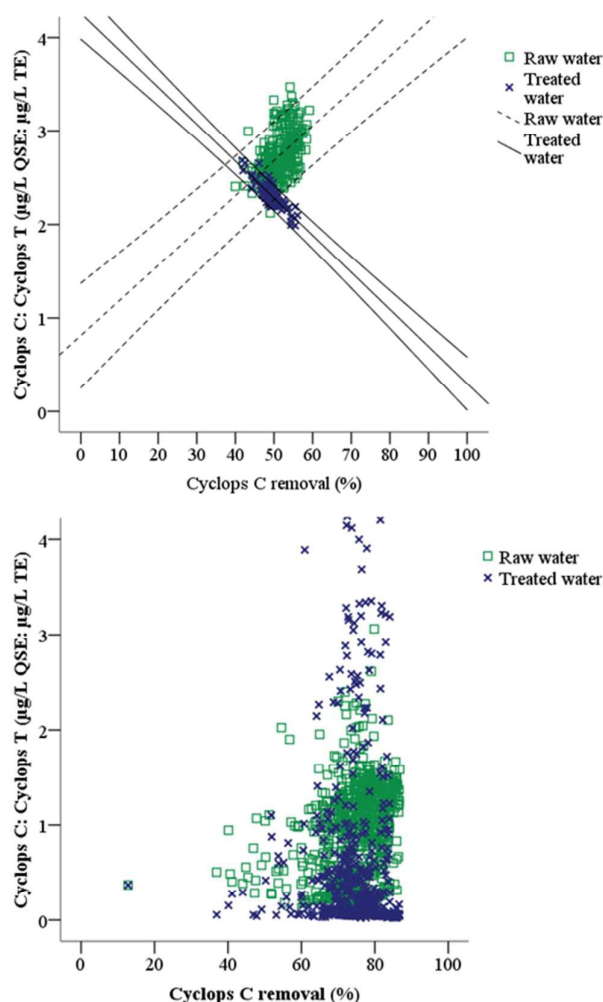 Cyclops C: Cyclops T (µg/L QSE: µg/L TE)
4
3
2
1
0
0 10 20 30 40 50 60 70 80 90 100
Cyclops C removal (%)
Raw water
Treated
water
Raw water
Treated
water
Cyclops C: Cyclops T (µg/L QSE: µg/L TE)
4
3
2
1
0
0 20 40 60 80 100
Cyclops C removal (%)
Raw water
Treated water